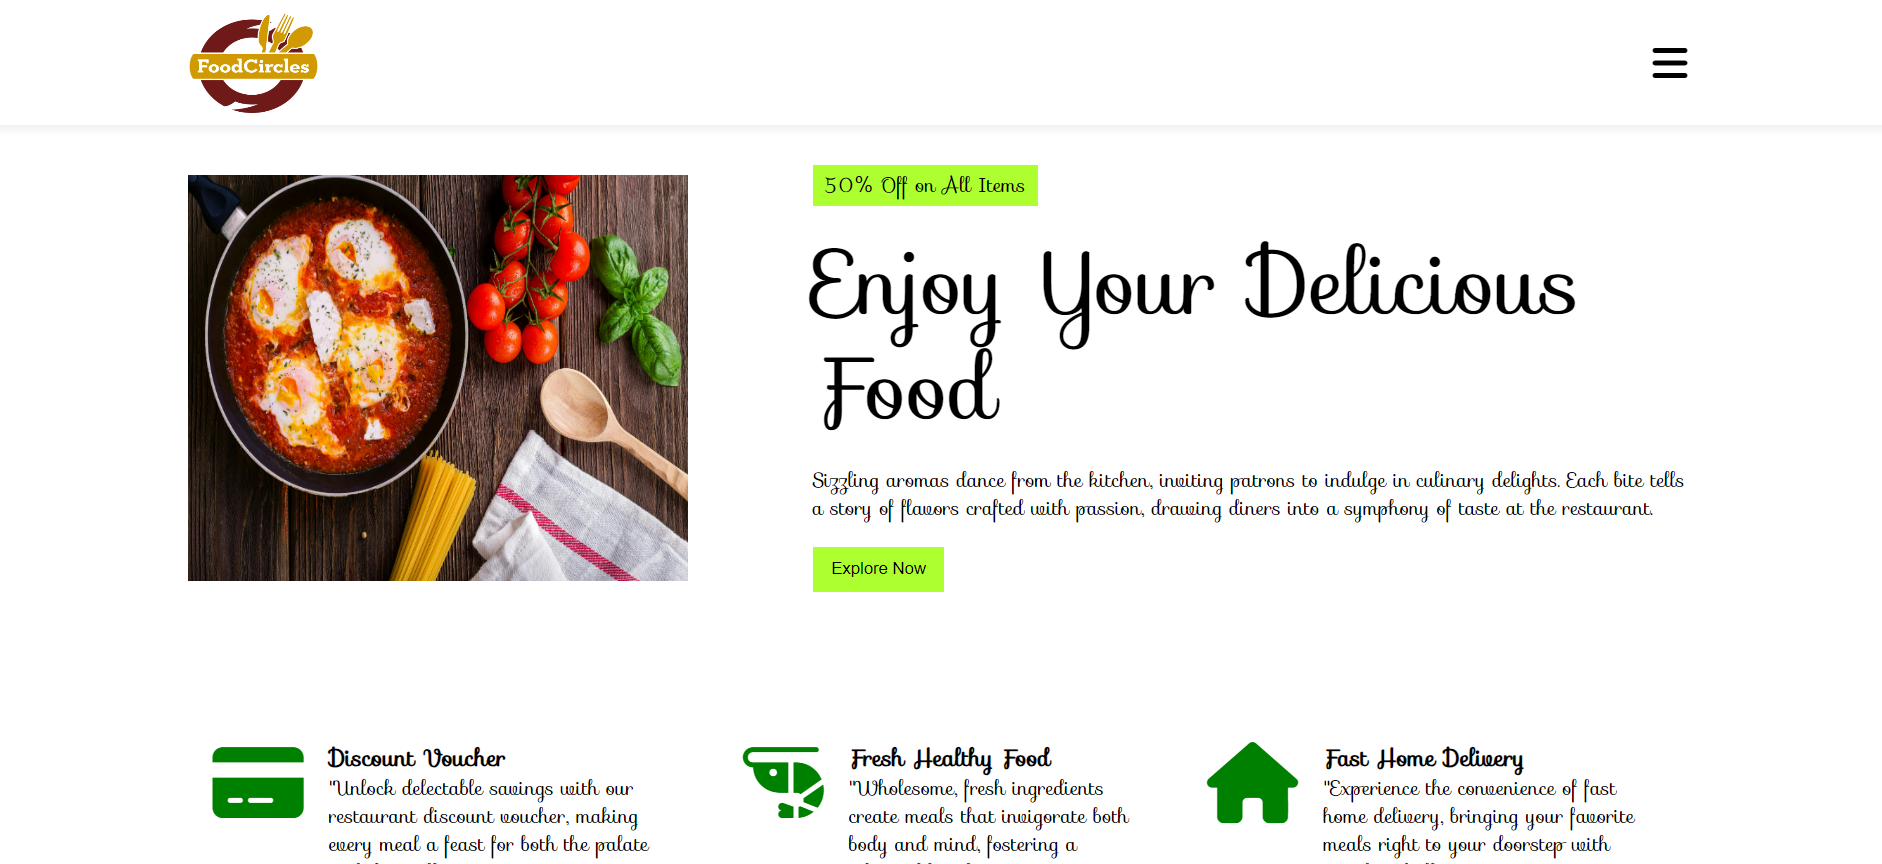 FoodCircles
50% Off on All Items
Enjoy Your Delicious
Food
Sizzling aromas dance from the kitchen, inviting patrons to indulge in culinary delights. Each bite tells
a story of flavors crafted with passion, drawing diners into a symphony of taste at the restaurant.
Explore Now
Discount Voucher
"Unlock delectable savings with our
restaurant discount voucher, making
every meal a feast for both the palate
Fresh Healthy Food
"Wholesome, fresh ingredients
create meals that invigorate both
body and mind, fostering a
Fast Home Delivery
"Experience the convenience of fast
home delivery, bringing your favorite
meals right to your doorstep with